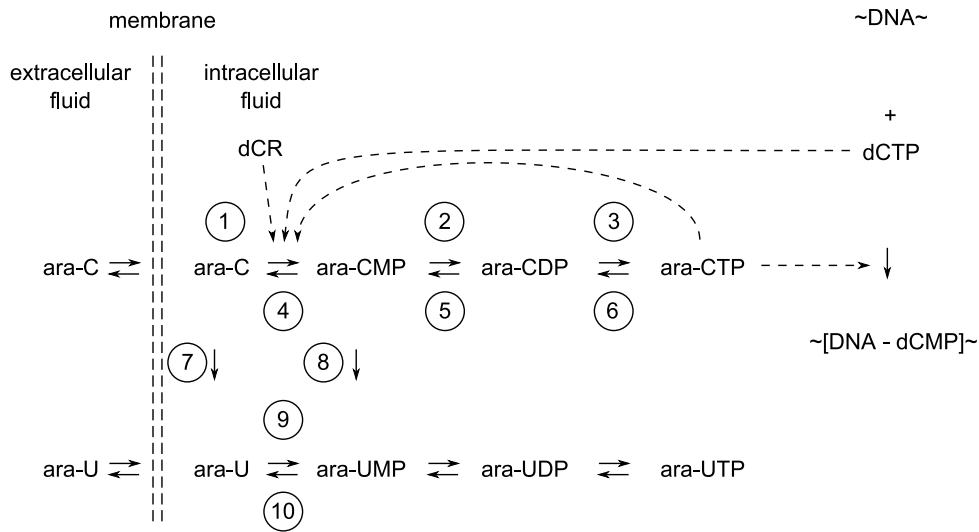 membrane
~DNA~
extracellular
fluid
intracellular
fluid
+
dCR
dCTP
1
2
3
ara-C
ara-C
ara-CMP
ara-CDP
ara-CTP
4
5
6
~[DNA - dCMP]~
7
8
9
ara-U
ara-U
ara-UMP
ara-UDP
ara-UTP
10